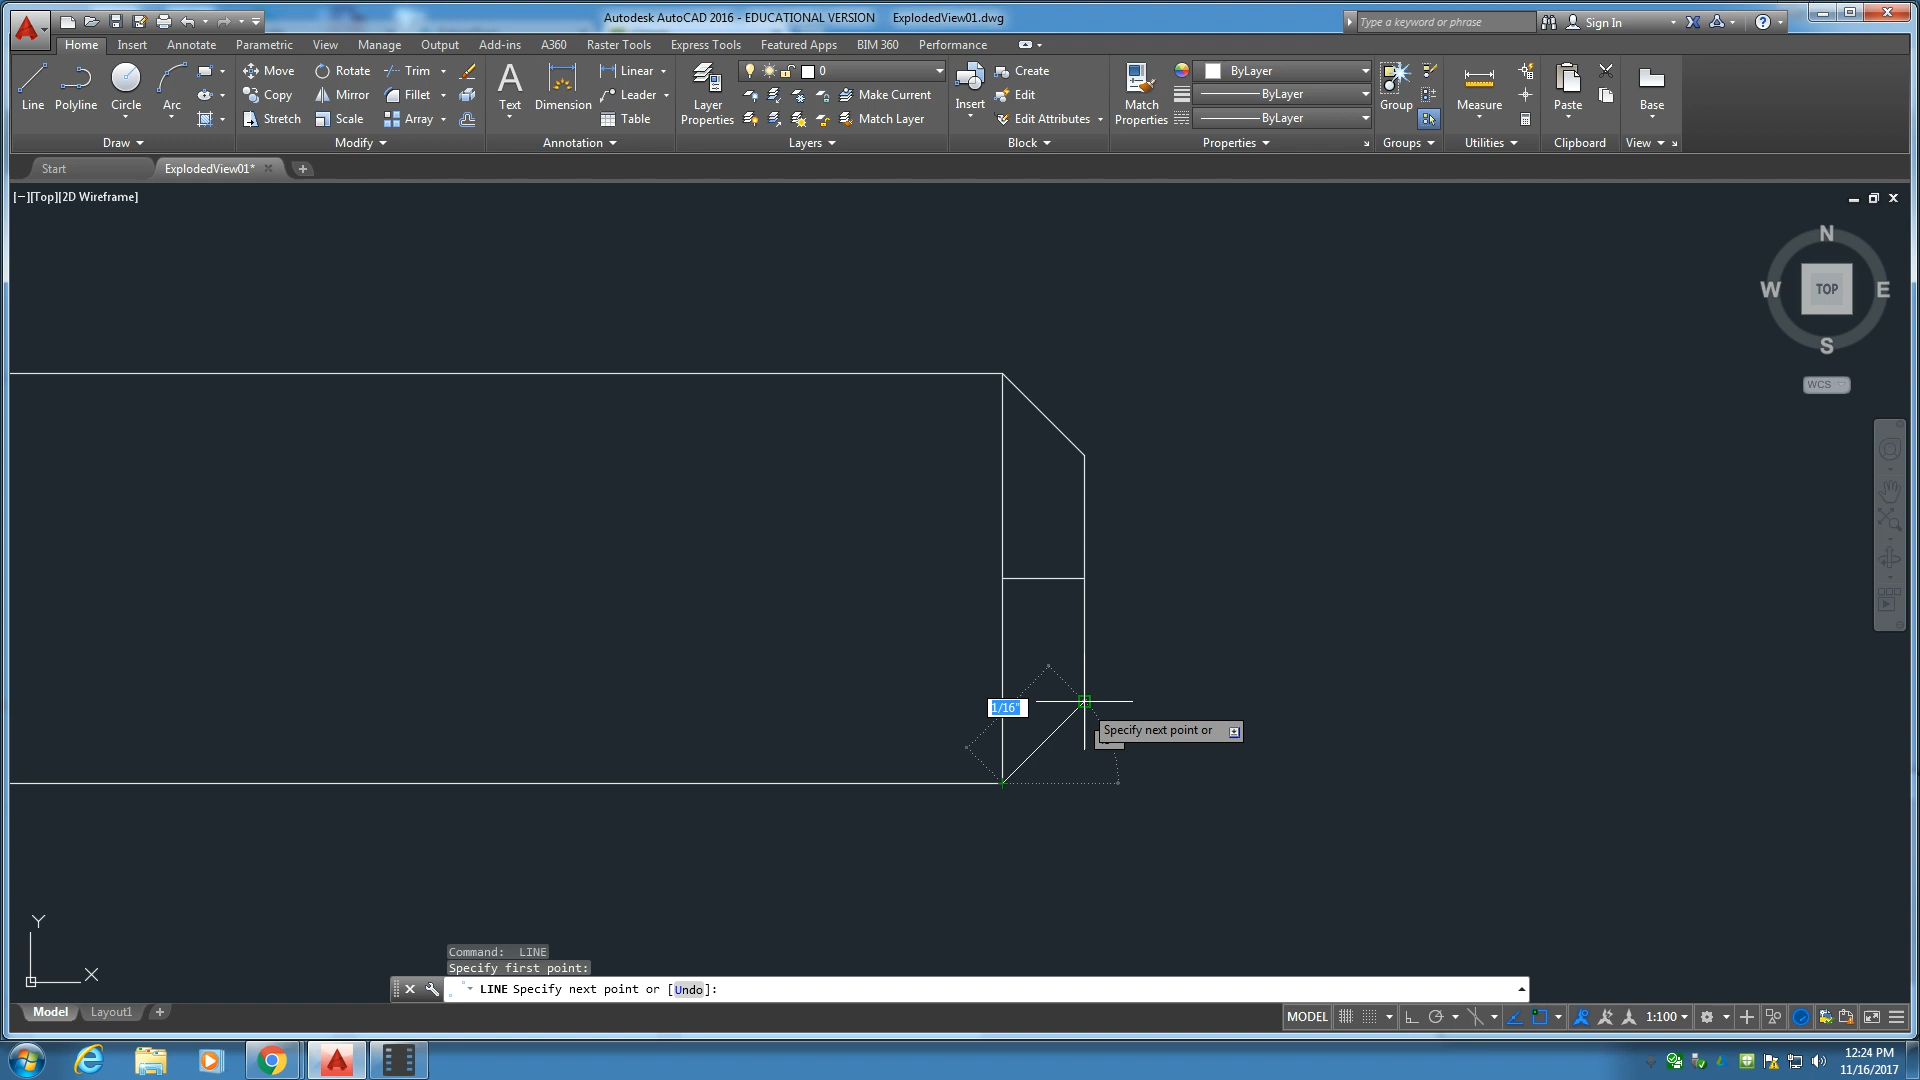 Autodesk AutoCAD 2016 - EDUCATIONAL VERSION ExplodedView01.dwg
Type a keyword or phrase
Sign In
Home Insert Annotate Parametric View Manage Output Add-ins A360 Raster Tools Express Tools Featured Apps BIM 360 Performance
Line Polyline Circle Arc
Move Rotate Trim
Copy Mirror Fillet
Stretch Scale Array
Text Dimension
Linear
Leader
Table
Layer Properties
0
Make Current
Match Layer
Insert
Create
Edit
Edit Attributes
Match Properties
ByLayer
ByLayer
ByLayer
Group
Measure
Paste
Base
Draw Modify Annotation Layers Block Properties Groups Utilities Clipboard View
Start ExplodedView01*
[−][Top][2D Wireframe]
N
W TOP E
S
WCS
1/16"
Specify next point or
Y
X
Command: LINE
Specify first point:
LINE Specify next point or [Undo]:
Model Layout1
MODEL 1:100
12:24 PM
11/16/2017